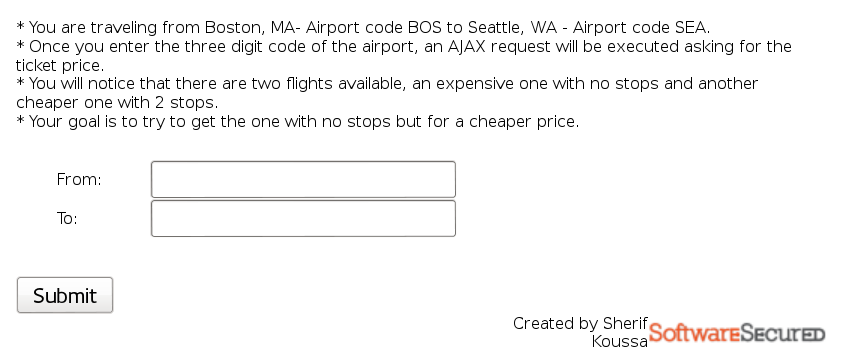 * You are traveling from Boston, MA- Airport code BOS to Seattle, WA - Airport code SEA.
* Once you enter the three digit code of the airport, an AJAX request will be executed asking for the
ticket price.
* You will notice that there are two flights available, an expensive one with no stops and another
cheaper one with 2 stops.
* Your goal is to try to get the one with no stops but for a cheaper price.
From:
To:
Submit
Created by Sherif
Koussa
SOFTWARESECURED